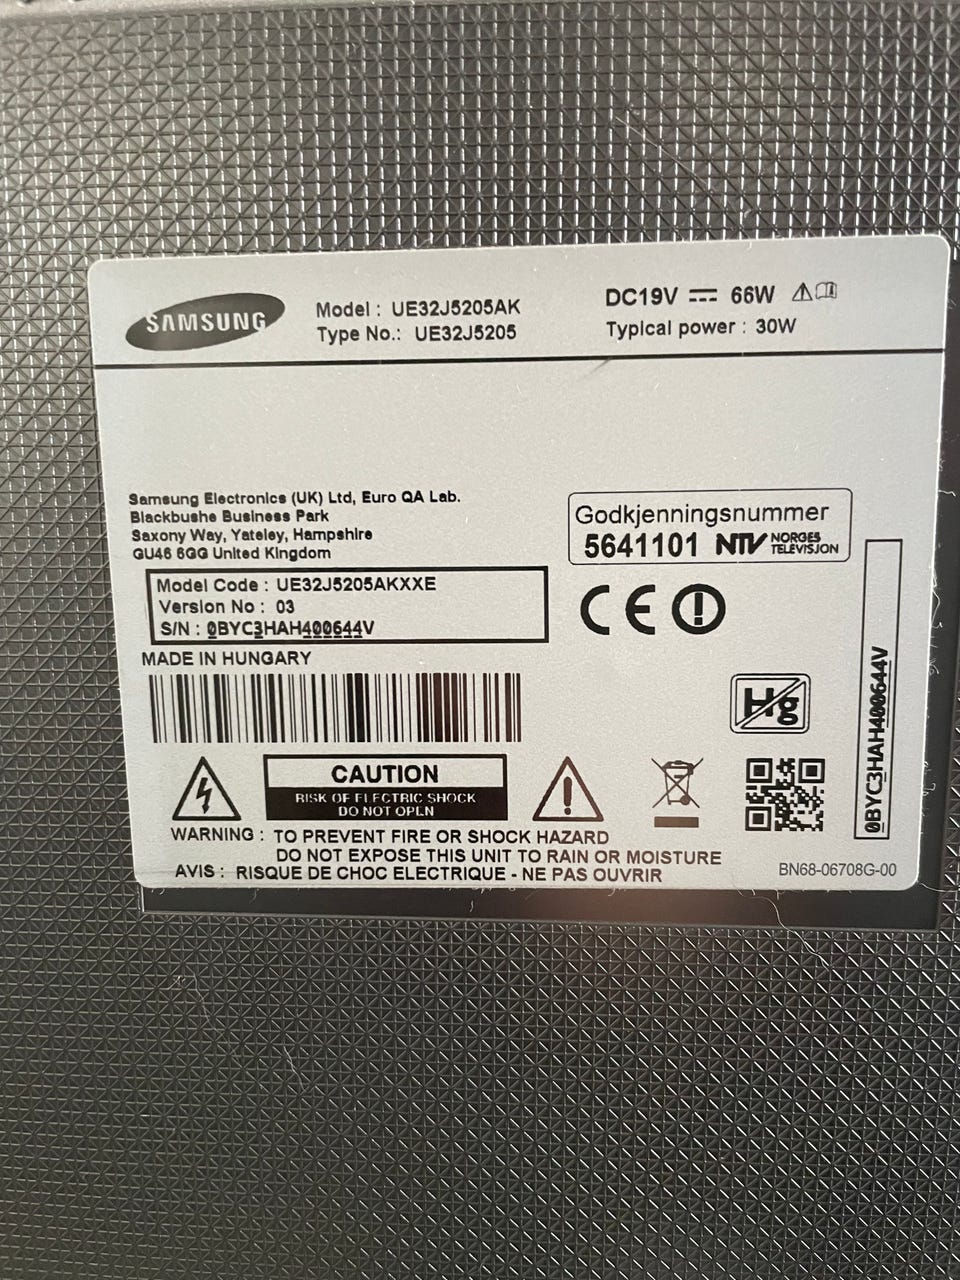 SAMSUNG
Model : UE32J5205AK
Type No.: UE32J5205
DC19V 66W
Typical power : 30W
Samsung Electronics (UK) Ltd, Euro QA Lab.
Blackbushe Business Park
Saxony Way, Yateley, Hampshire
GU46 6GG United Kingdom
Godkjenningsnummer
5641101 NTV NORGES TELEVISJON
Model Code : UE32J5205AKXXE
Version No : 03
S/N : 0BYC3HAH400644V
CE
MADE IN HUNGARY
Hg
0BYC3HAH400644V
CAUTION
RISK OF ELECTRIC SHOCK
DO NOT OPEN
WARNING : TO PREVENT FIRE OR SHOCK HAZARD
DO NOT EXPOSE THIS UNIT TO RAIN OR MOISTURE
AVIS : RISQUE DE CHOC ELECTRIQUE - NE PAS OUVRIR
BN68-06708G-00